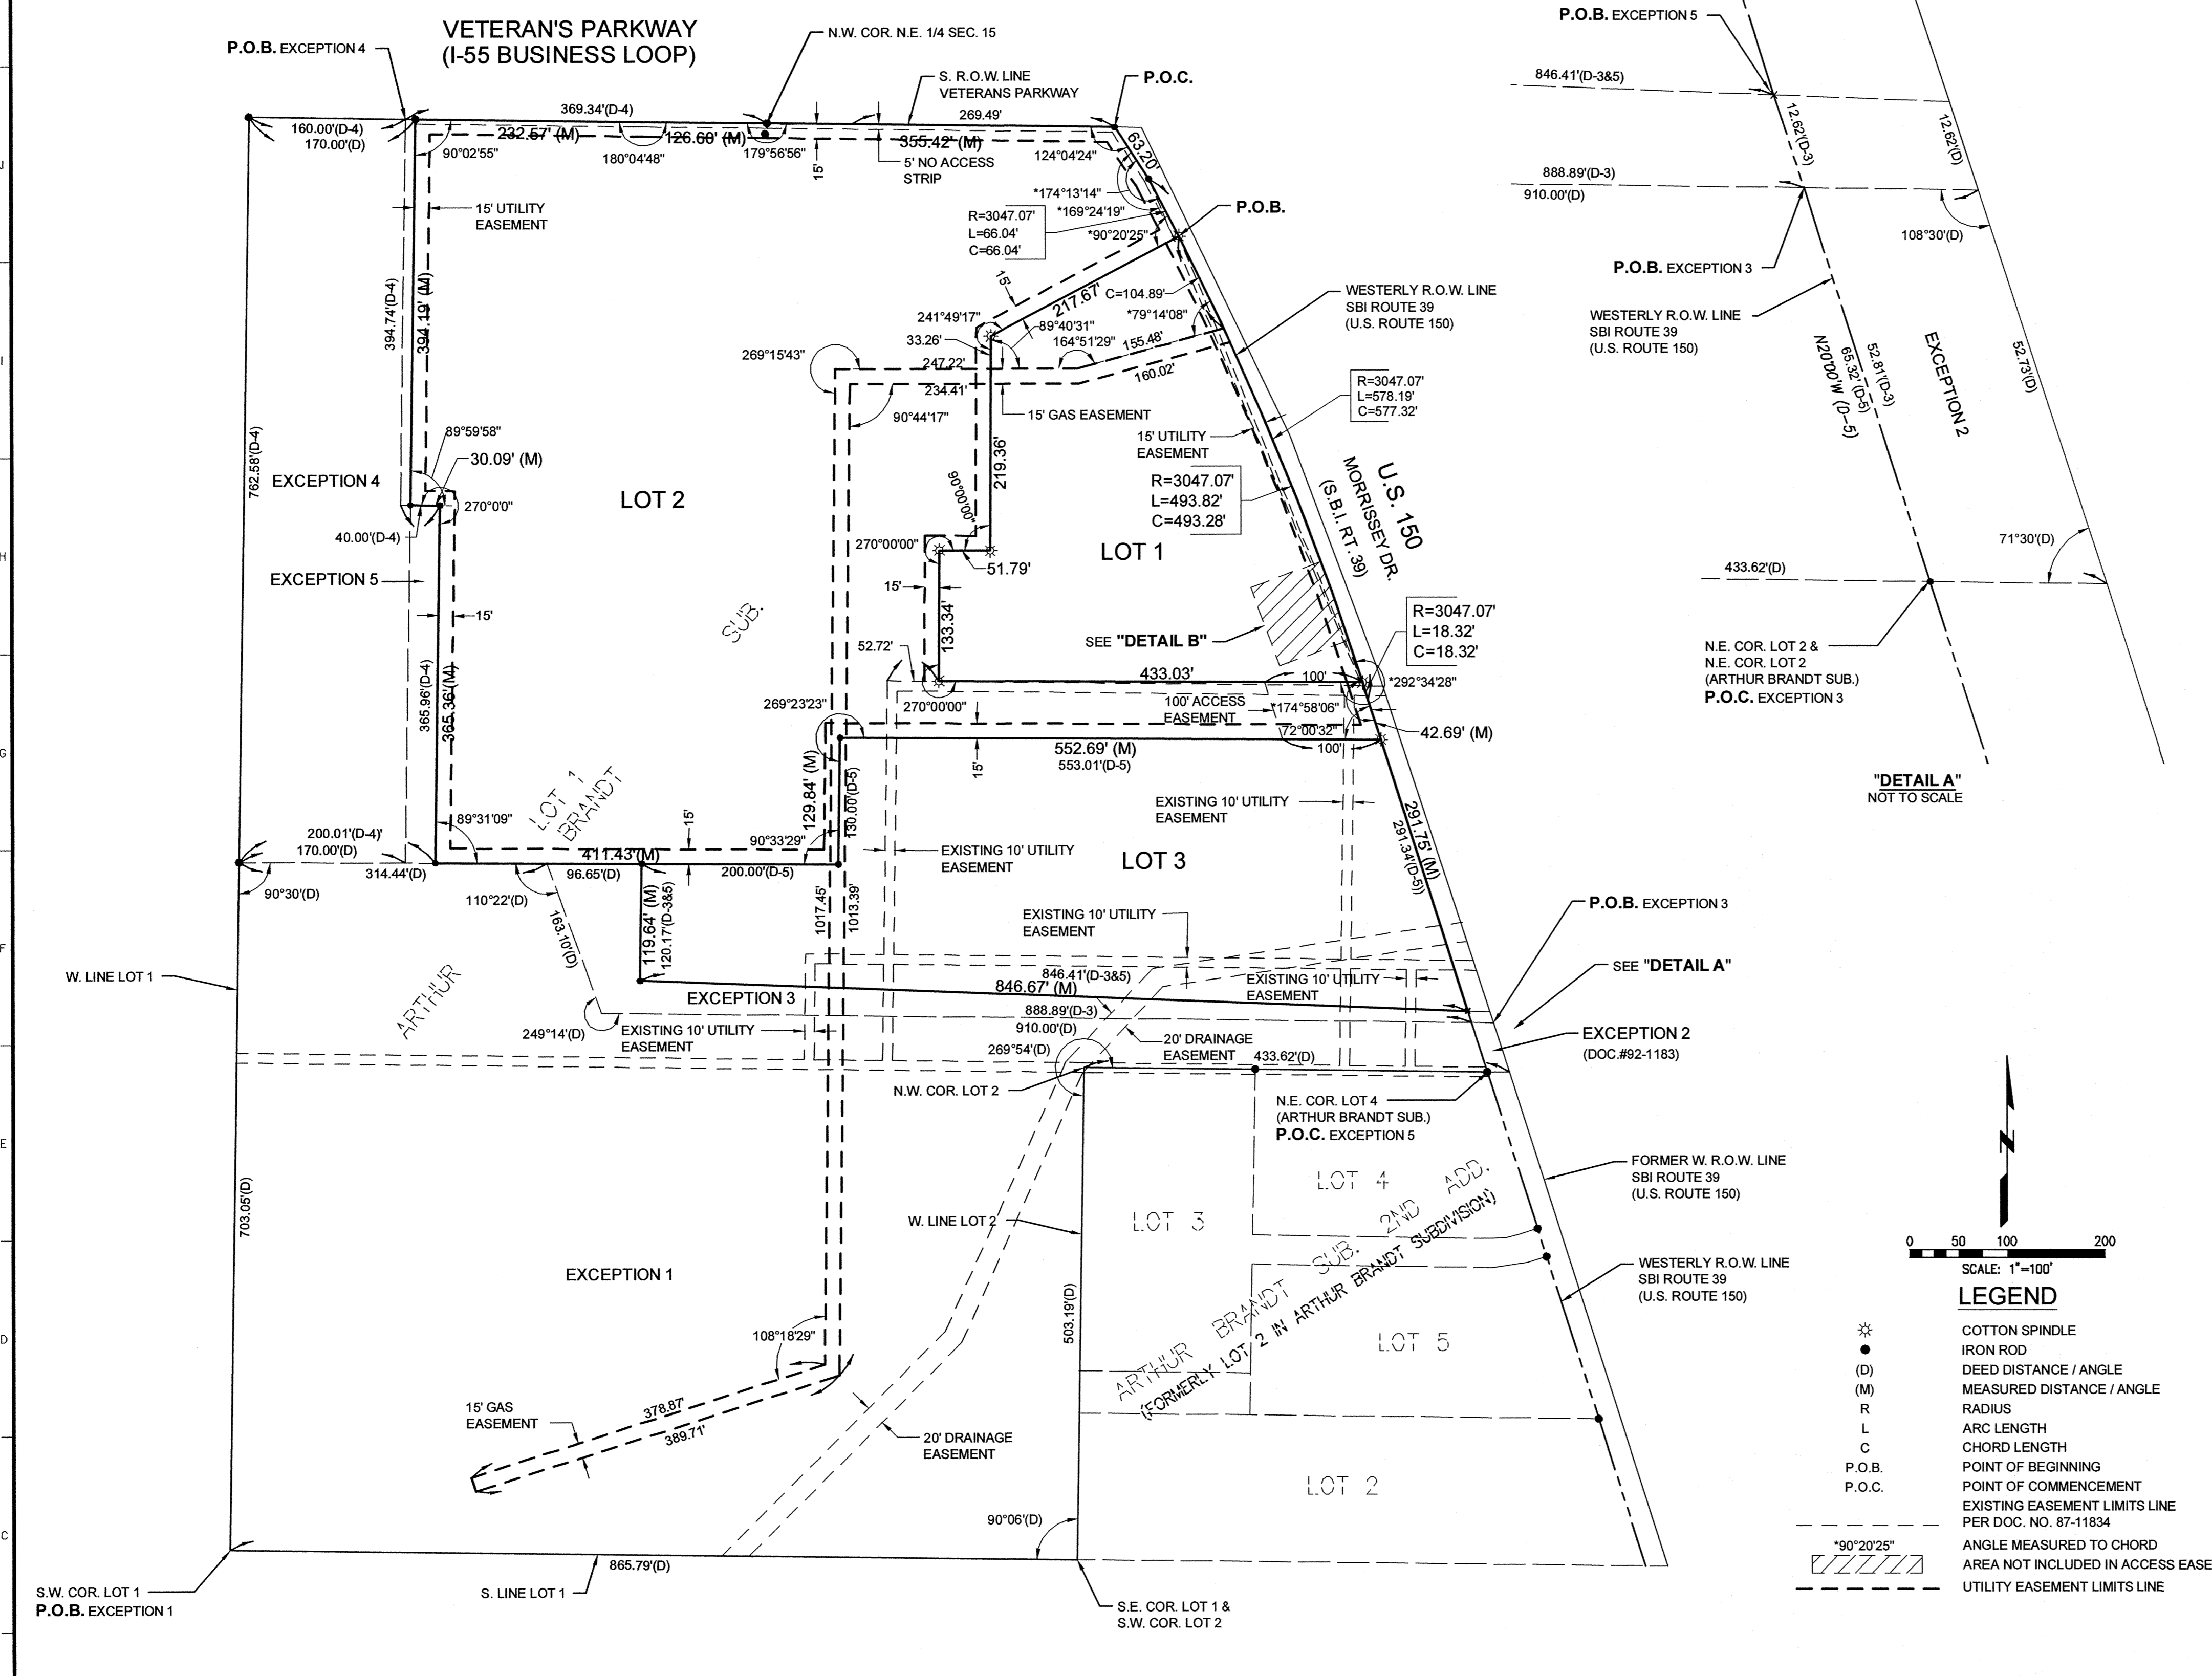 VETERAN'S PARKWAY
(I-55 BUSINESS LOOP)
P.O.B. EXCEPTION 4
N.W. COR. N.E. 1/4 SEC. 15
S. R.O.W. LINE
VETERANS PARKWAY
P.O.C.
369.34'(D-4)
269.49'
160.00'(D-4)
170.00'(D)
232.57' (M)
126.60' (M)
355.42' (M)
90°02'55"
180°04'48"
179°56'56"
15'
5' NO ACCESS
STRIP
124°04'24"
63.20'
*174°13'14"
*169°24'19"
*90°20'25"
P.O.B.
R=3047.07'
L=66.04'
C=66.04'
15' UTILITY
EASEMENT
394.74'(D-4)
394.19' (M)
762.58'(D-4)
15'
217.67'
C=104.89'
*79°14'08"
241°49'17"
89°40'31"
33.26'
164°51'29"
155.48'
160.02'
269°15'43"
247.22'
234.41'
90°44'17"
15' GAS EASEMENT
WESTERLY R.O.W. LINE
SBI ROUTE 39
(U.S. ROUTE 150)
R=3047.07'
L=578.19'
C=577.32'
15' UTILITY
EASEMENT
R=3047.07'
L=493.82'
C=493.28'
U.S. 150
MORRISSEY DR.
(S.B.I. RT. 39)
89°59'58"
30.09' (M)
EXCEPTION 4
270°0'0"
40.00'(D-4)
EXCEPTION 5
LOT 2
219.36'
90°00'00"
270°00'00"
51.79'
LOT 1
15'
15'
133.34'
SUB.
SEE "DETAIL B"
R=3047.07'
L=18.32'
C=18.32'
52.72'
433.03'
100'
*292°34'28"
365.96'(D-4)
365.36'(M)
269°23'23"
270°00'00"
100' ACCESS
EASEMENT
*174°58'06"
72°00'32"
42.69' (M)
552.69' (M)
553.01'(D-5)
100'
15'
129.84' (M)
130.00'(D-5)
LOT 1
BRANDT
EXISTING 10' UTILITY
EASEMENT
291.75' (M)
291.34'(D-5))
89°31'09"
15'
90°33'29"
200.01'(D-4)'
170.00'(D)
411.43'(M)
314.44'(D)
96.65'(D)
200.00'(D-5)
EXISTING 10' UTILITY
EASEMENT
LOT 3
90°30'(D)
110°22'(D)
163.10'(D)
119.64' (M)
120.17'(D-3&5)
1017.45'
1013.39'
EXISTING 10' UTILITY
EASEMENT
P.O.B. EXCEPTION 3
W. LINE LOT 1
ARTHUR
846.41'(D-3&5)
846.67' (M)
EXISTING 10' UTILITY
EASEMENT
SEE "DETAIL A"
EXCEPTION 3
888.89'(D-3)
910.00'(D)
249°14'(D)
EXISTING 10' UTILITY
EASEMENT
20' DRAINAGE
EASEMENT
EXCEPTION 2
(DOC.#92-1183)
269°54'(D)
433.62'(D)
N.W. COR. LOT 2
N.E. COR. LOT 4
(ARTHUR BRANDT SUB.)
P.O.C. EXCEPTION 5
FORMER W. R.O.W. LINE
SBI ROUTE 39
(U.S. ROUTE 150)
703.05'(D)
W. LINE LOT 2
LOT 3
LOT 4
ARTHUR BRANDT SUB. 2ND ADD.
(FORMERLY LOT 2 IN ARTHUR BRANDT SUBDIVISION)
WESTERLY R.O.W. LINE
SBI ROUTE 39
(U.S. ROUTE 150)
EXCEPTION 1
503.19'(D)
108°18'29"
LOT 5
15' GAS
EASEMENT
378.87'
389.71'
20' DRAINAGE
EASEMENT
LOT 2
90°06'(D)
865.79'(D)
S.W. COR. LOT 1
P.O.B. EXCEPTION 1
S. LINE LOT 1
S.E. COR. LOT 1 &
S.W. COR. LOT 2
P.O.B. EXCEPTION 5
846.41'(D-3&5)
12.62'(D-3)
12.62'(D)
888.89'(D-3)
910.00'(D)
108°30'(D)
P.O.B. EXCEPTION 3
WESTERLY R.O.W. LINE
SBI ROUTE 39
(U.S. ROUTE 150)
N20°00'W (D-5)
65.32' (D-5)
52.81'(D-3)
EXCEPTION 2
52.73'(D)
71°30'(D)
433.62'(D)
N.E. COR. LOT 2 &
N.E. COR. LOT 2
(ARTHUR BRANDT SUB.)
P.O.C. EXCEPTION 3
"DETAIL A"
NOT TO SCALE
N
0 50 100 200
SCALE: 1"=100'
LEGEND
COTTON SPINDLE
IRON ROD
(D) DEED DISTANCE / ANGLE
(M) MEASURED DISTANCE / ANGLE
R RADIUS
L ARC LENGTH
C CHORD LENGTH
P.O.B. POINT OF BEGINNING
P.O.C. POINT OF COMMENCEMENT
EXISTING EASEMENT LIMITS LINE
PER DOC. NO. 87-11834
*90°20'25" ANGLE MEASURED TO CHORD
AREA NOT INCLUDED IN ACCESS EASE
UTILITY EASEMENT LIMITS LINE
J
I
H
G
F
E
D
C